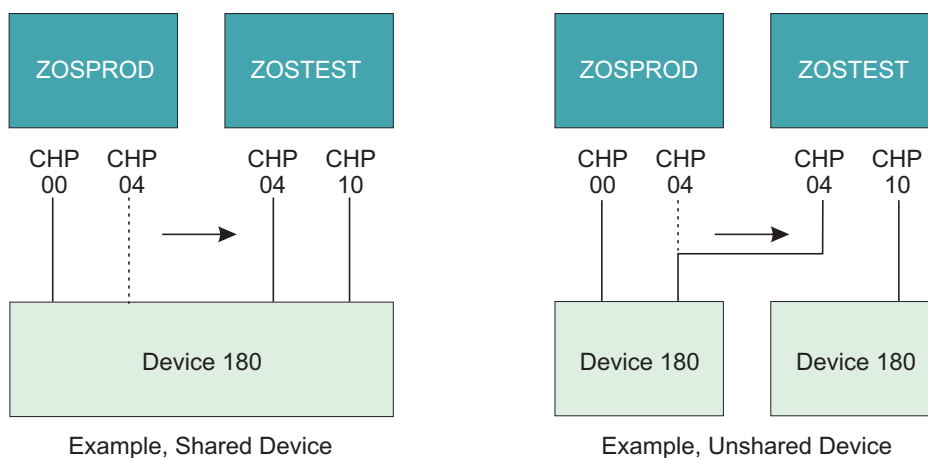 ZOSPROD
ZOSTEST
CHP
00
CHP
04
CHP
04
CHP
10
Device 180
Example, Shared Device
ZOSPROD
ZOSTEST
CHP
00
CHP
04
CHP
04
CHP
10
Device 180
Device 180
Example, Unshared Device